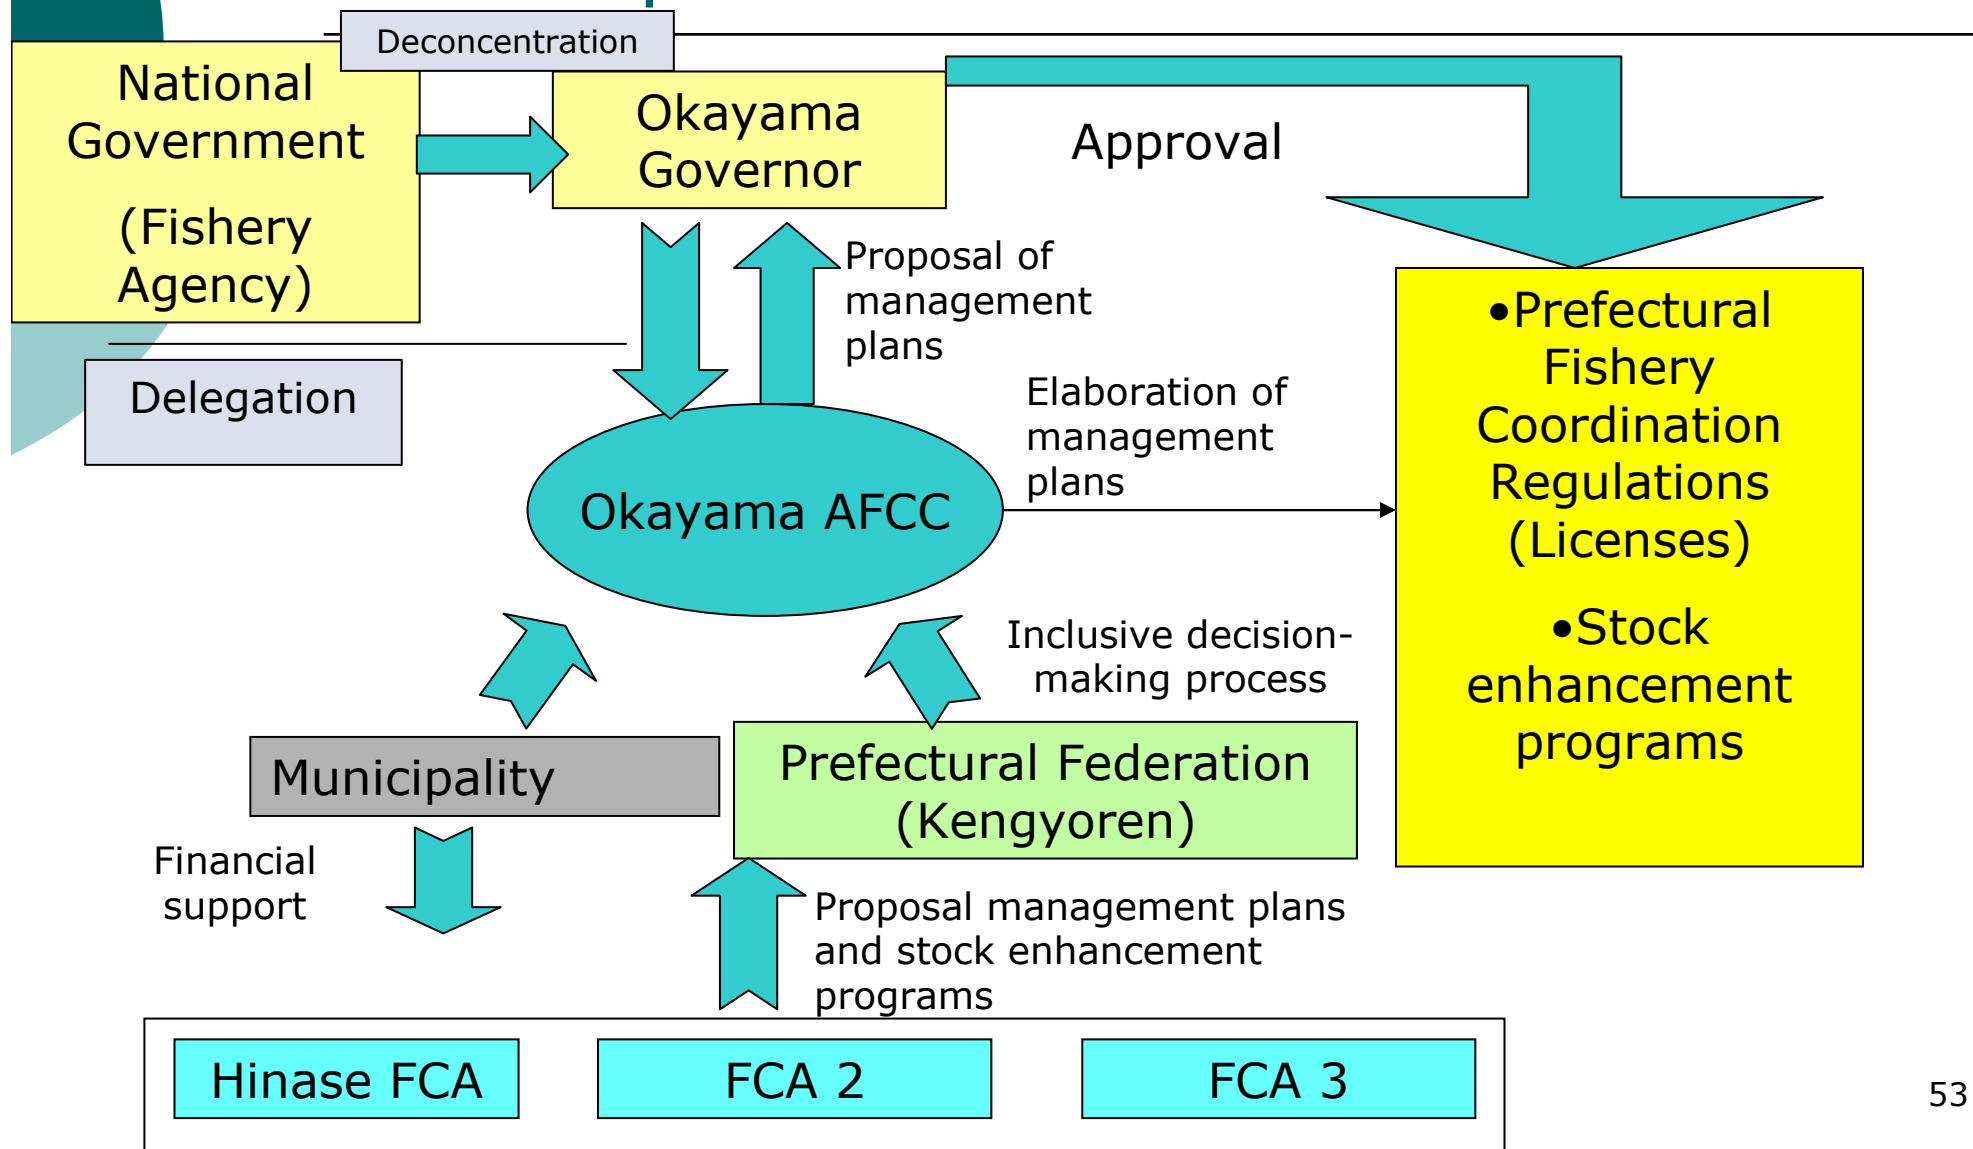 Deconcentration
National
Government
(Fishery
Agency)
Okayama
Governor
Approval
Proposal of
management
plans
Delegation
Elaboration of
management
plans
Okayama AFCC
•Prefectural
Fishery
Coordination
Regulations
(Licenses)
•Stock
enhancement
programs
Inclusive decision-
making process
Municipality
Prefectural Federation
(Kengyoren)
Financial
support
Proposal management plans
and stock enhancement
programs
Hinase FCA
FCA 2
FCA 3
53